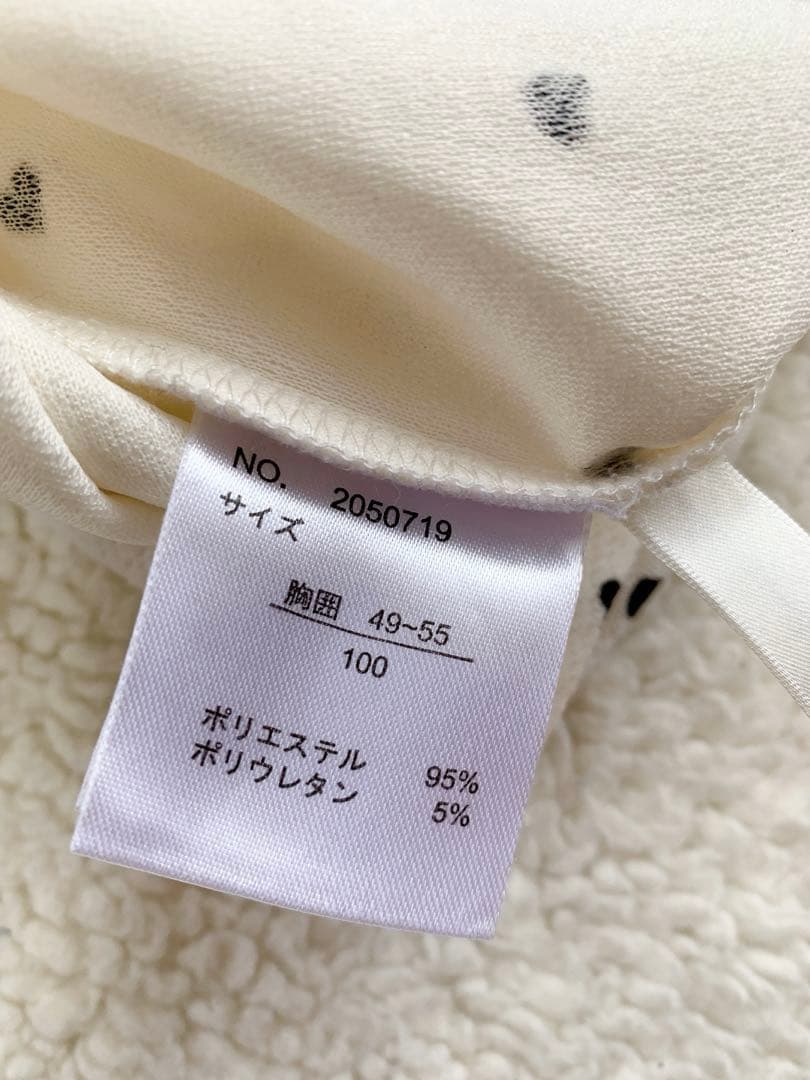 NO. 2050719
サイズ
胸囲 49~55
100
ポリエステル 95%
ポリウレタン 5%